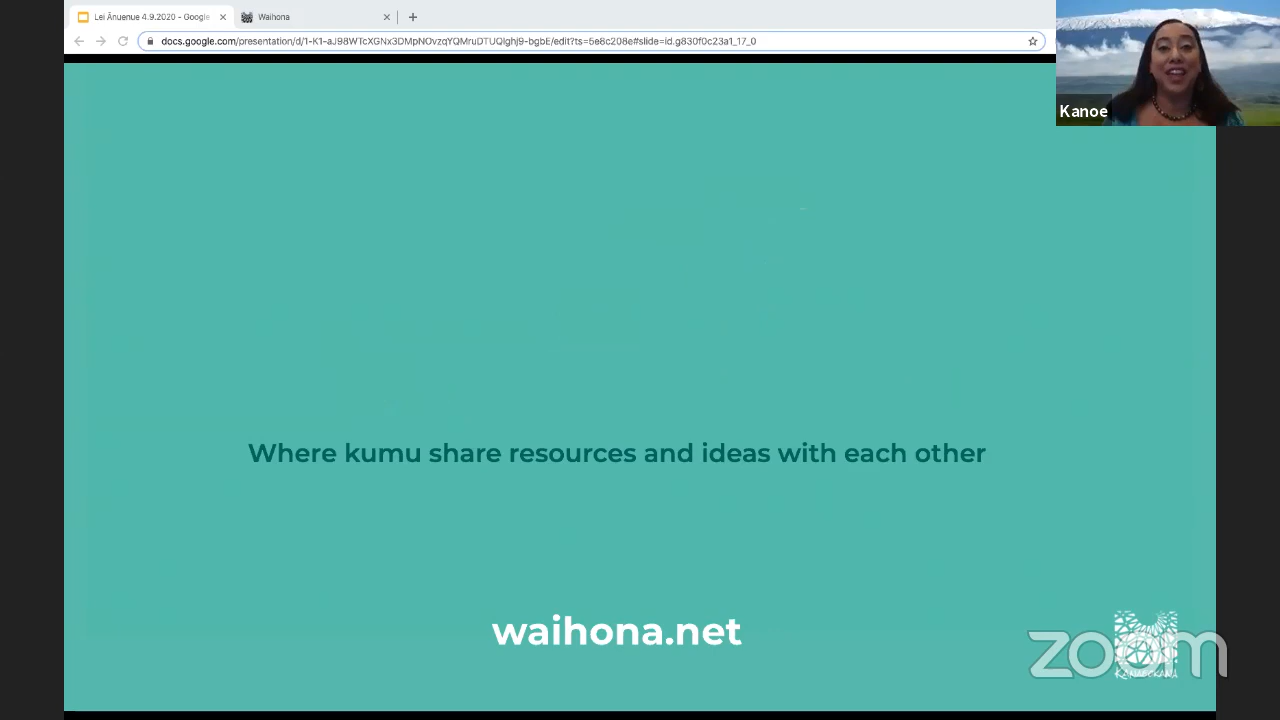 Lei Ānuenue 4.9.2020 - Google
Waihona
docs.google.com/presentation/d/1-K1-aJ98WTcXGNx3DMpNOvzqYQMruDTUQIghJ9-bgbE/edit?ts=5e8c208e#slide=id.g830f0c23a1_17_0
Kanoe
Where kumu share resources and ideas with each other
waihona.net
zoom
KANAEOKANA